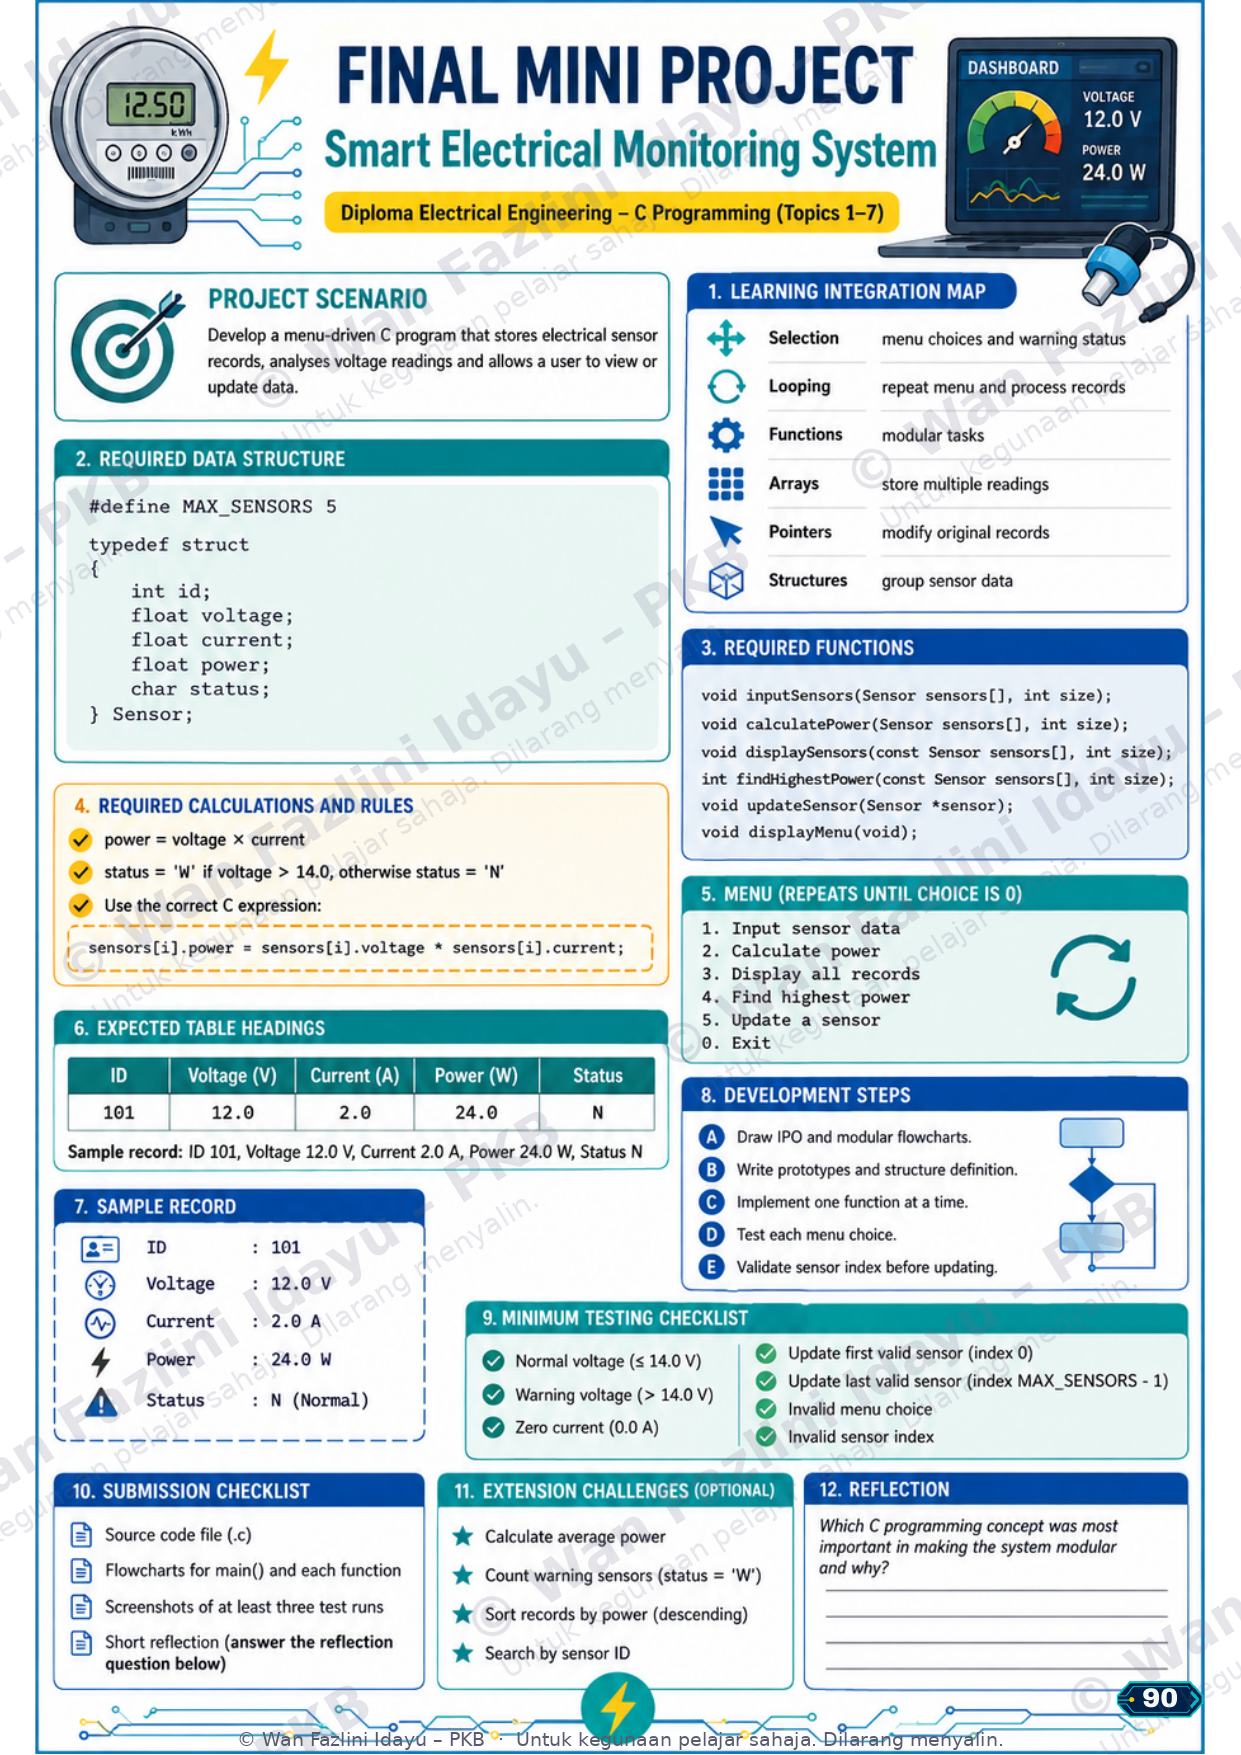 12.50
kWh
FINAL MINI PROJECT
Smart Electrical Monitoring System
Diploma Electrical Engineering – C Programming (Topics 1–7)
DASHBOARD
VOLTAGE
12.0 V
POWER
24.0 W
PROJECT SCENARIO
Develop a menu-driven C program that stores electrical sensor
records, analyses voltage readings and allows a user to view or
update data.
1. LEARNING INTEGRATION MAP
Selection menu choices and warning status
Looping repeat menu and process records
Functions modular tasks
Arrays store multiple readings
Pointers modify original records
Structures group sensor data
2. REQUIRED DATA STRUCTURE
#define MAX_SENSORS 5
typedef struct
{
int id;
float voltage;
float current;
float power;
char status;
} Sensor;
3. REQUIRED FUNCTIONS
void inputSensors(Sensor sensors[], int size);
void calculatePower(Sensor sensors[], int size);
void displaySensors(const Sensor sensors[], int size);
int findHighestPower(const Sensor sensors[], int size);
void updateSensor(Sensor *sensor);
void displayMenu(void);
4. REQUIRED CALCULATIONS AND RULES
power = voltage × current
status = 'W' if voltage > 14.0, otherwise status = 'N'
Use the correct C expression:
sensors[i].power = sensors[i].voltage * sensors[i].current;
5. MENU (REPEATS UNTIL CHOICE IS 0)
1. Input sensor data
2. Calculate power
3. Display all records
4. Find highest power
5. Update a sensor
0. Exit
6. EXPECTED TABLE HEADINGS
ID Voltage (V) Current (A) Power (W) Status
101 12.0 2.0 24.0 N
Sample record: ID 101, Voltage 12.0 V, Current 2.0 A, Power 24.0 W, Status N
7. SAMPLE RECORD
ID : 101
Voltage : 12.0 V
Current : 2.0 A
Power : 24.0 W
Status : N (Normal)
8. DEVELOPMENT STEPS
A Draw IPO and modular flowcharts.
B Write prototypes and structure definition.
C Implement one function at a time.
D Test each menu choice.
E Validate sensor index before updating.
9. MINIMUM TESTING CHECKLIST
Normal voltage (≤ 14.0 V)
Warning voltage (> 14.0 V)
Zero current (0.0 A)
Update first valid sensor (index 0)
Update last valid sensor (index MAX_SENSORS - 1)
Invalid menu choice
Invalid sensor index
10. SUBMISSION CHECKLIST
Source code file (.c)
Flowcharts for main() and each function
Screenshots of at least three test runs
Short reflection (answer the reflection
question below)
11. EXTENSION CHALLENGES (OPTIONAL)
Calculate average power
Count warning sensors (status = 'W')
Sort records by power (descending)
Search by sensor ID
12. REFLECTION
Which C programming concept was most
important in making the system modular
and why?
90
© Wan Fazlini Idayu – PKB · Untuk kegunaan pelajar sahaja. Dilarang menyalin.